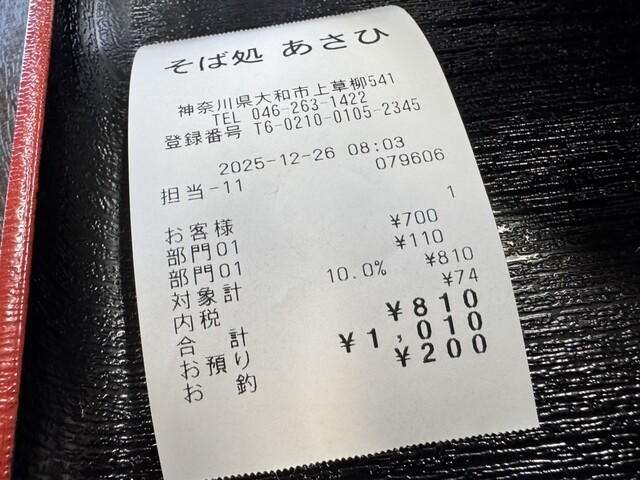 そば処 あさひ
神奈川県大和市上草柳541
TEL 046-263-1422
登録番号 T6-0210-0105-2345
2025-12-26 08:03
担当-11 079606
お客様 1
部門01 ¥700
部門01 ¥110
対象計 10.0% ¥810
内税 ¥74
合計 ¥810
お預り ¥1,010
お釣 ¥200